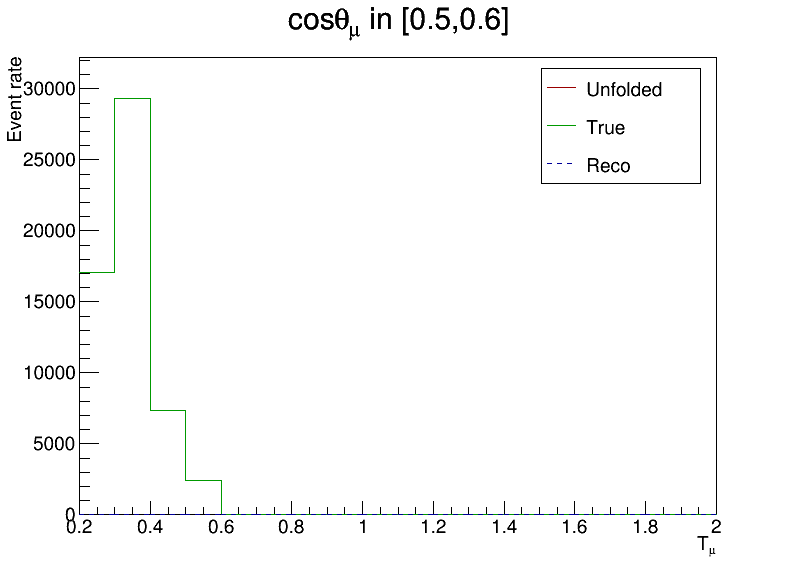 cosθμ in [0.5,0.6]
Event rate
30000
25000
20000
15000
10000
5000
0
Unfolded
True
Reco
0.2 0.4 0.6 0.8 1 1.2 1.4 1.6 1.8 2
Tμ